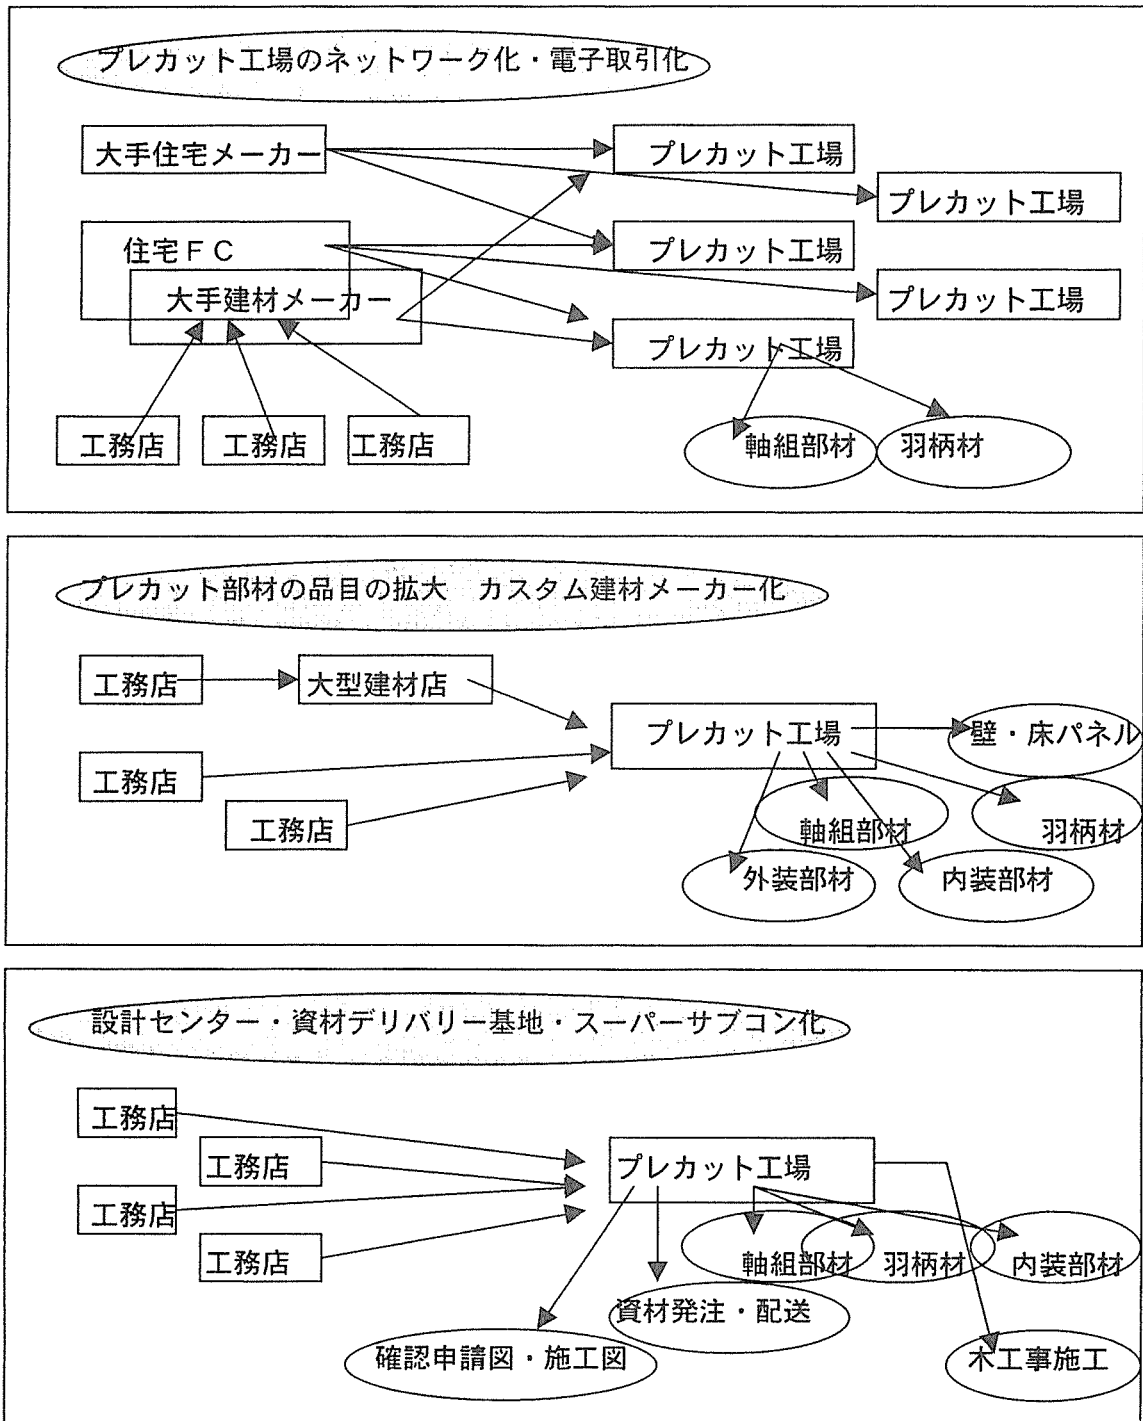 プレカット工場のネットワーク化・電子取引化
大手住宅メーカー
プレカット工場
プレカット工場
住宅ＦＣ
プレカット工場
大手建材メーカー
プレカット工場
プレカット工場
工務店
工務店
工務店
軸組部材
羽柄材
プレカット部材の品目の拡大　カスタム建材メーカー化
工務店
大型建材店
プレカット工場
壁・床パネル
工務店
工務店
軸組部材
羽柄材
外装部材
内装部材
設計センター・資材デリバリー基地・スーパーサブコン化
工務店
工務店
プレカット工場
工務店
工務店
軸組部材
羽柄材
内装部材
資材発注・配送
確認申請図・施工図
木工事施工